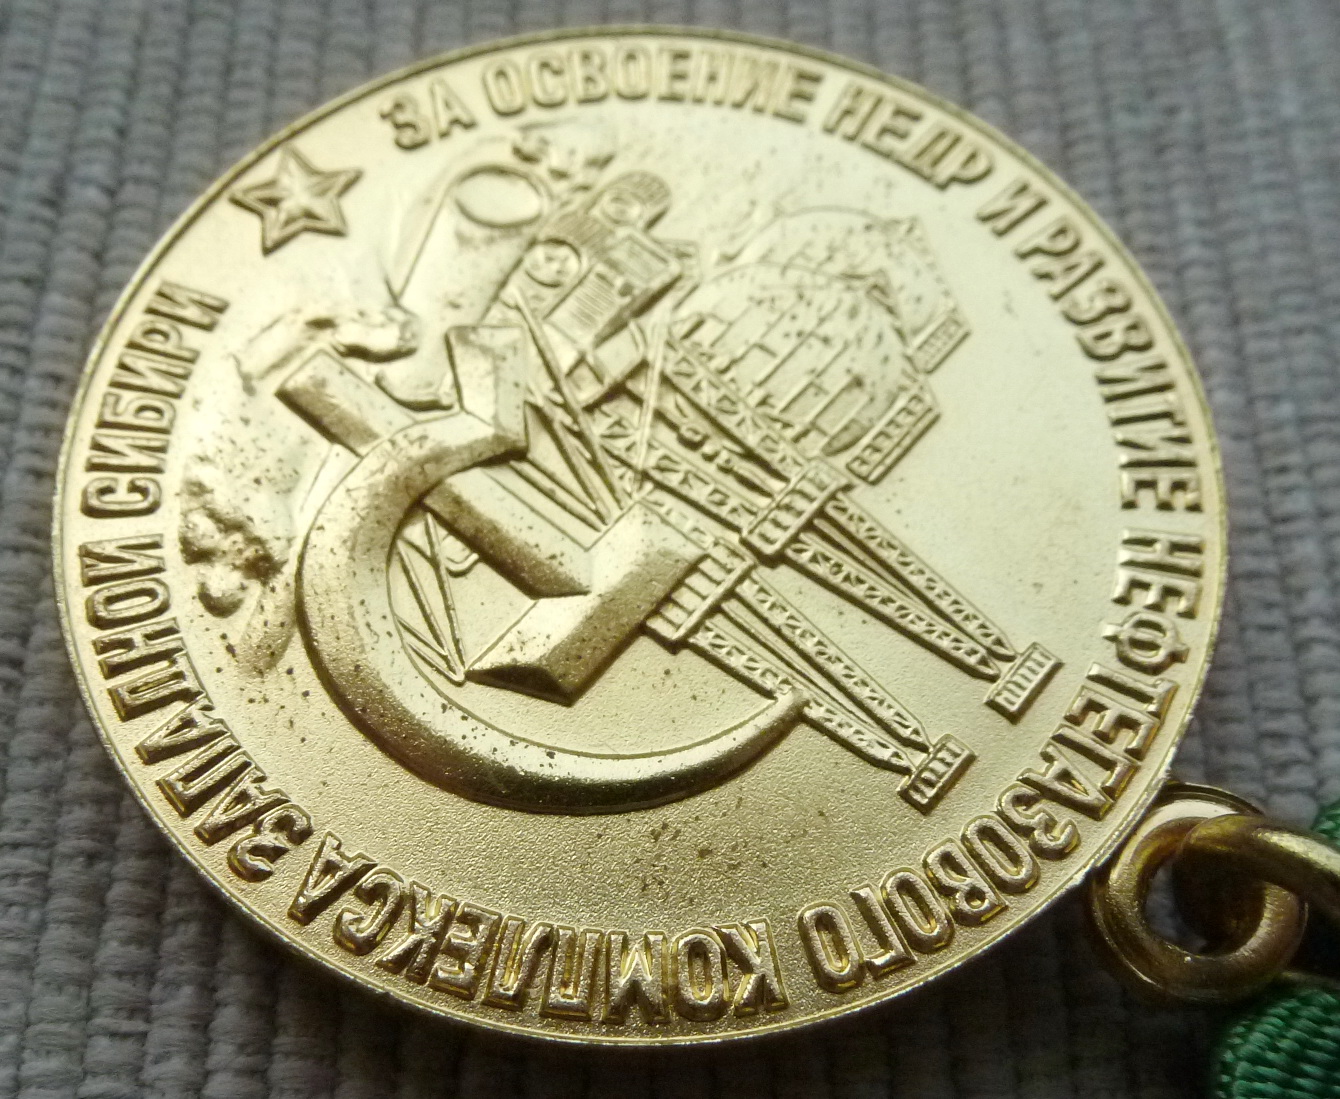 ЗА ОСВОЕНИЕ НЕДР И РАЗВИТИЕ НЕФТЕГАЗОВОГО КОМПЛЕКСА ЗАПАДНОЙ СИБИРИ